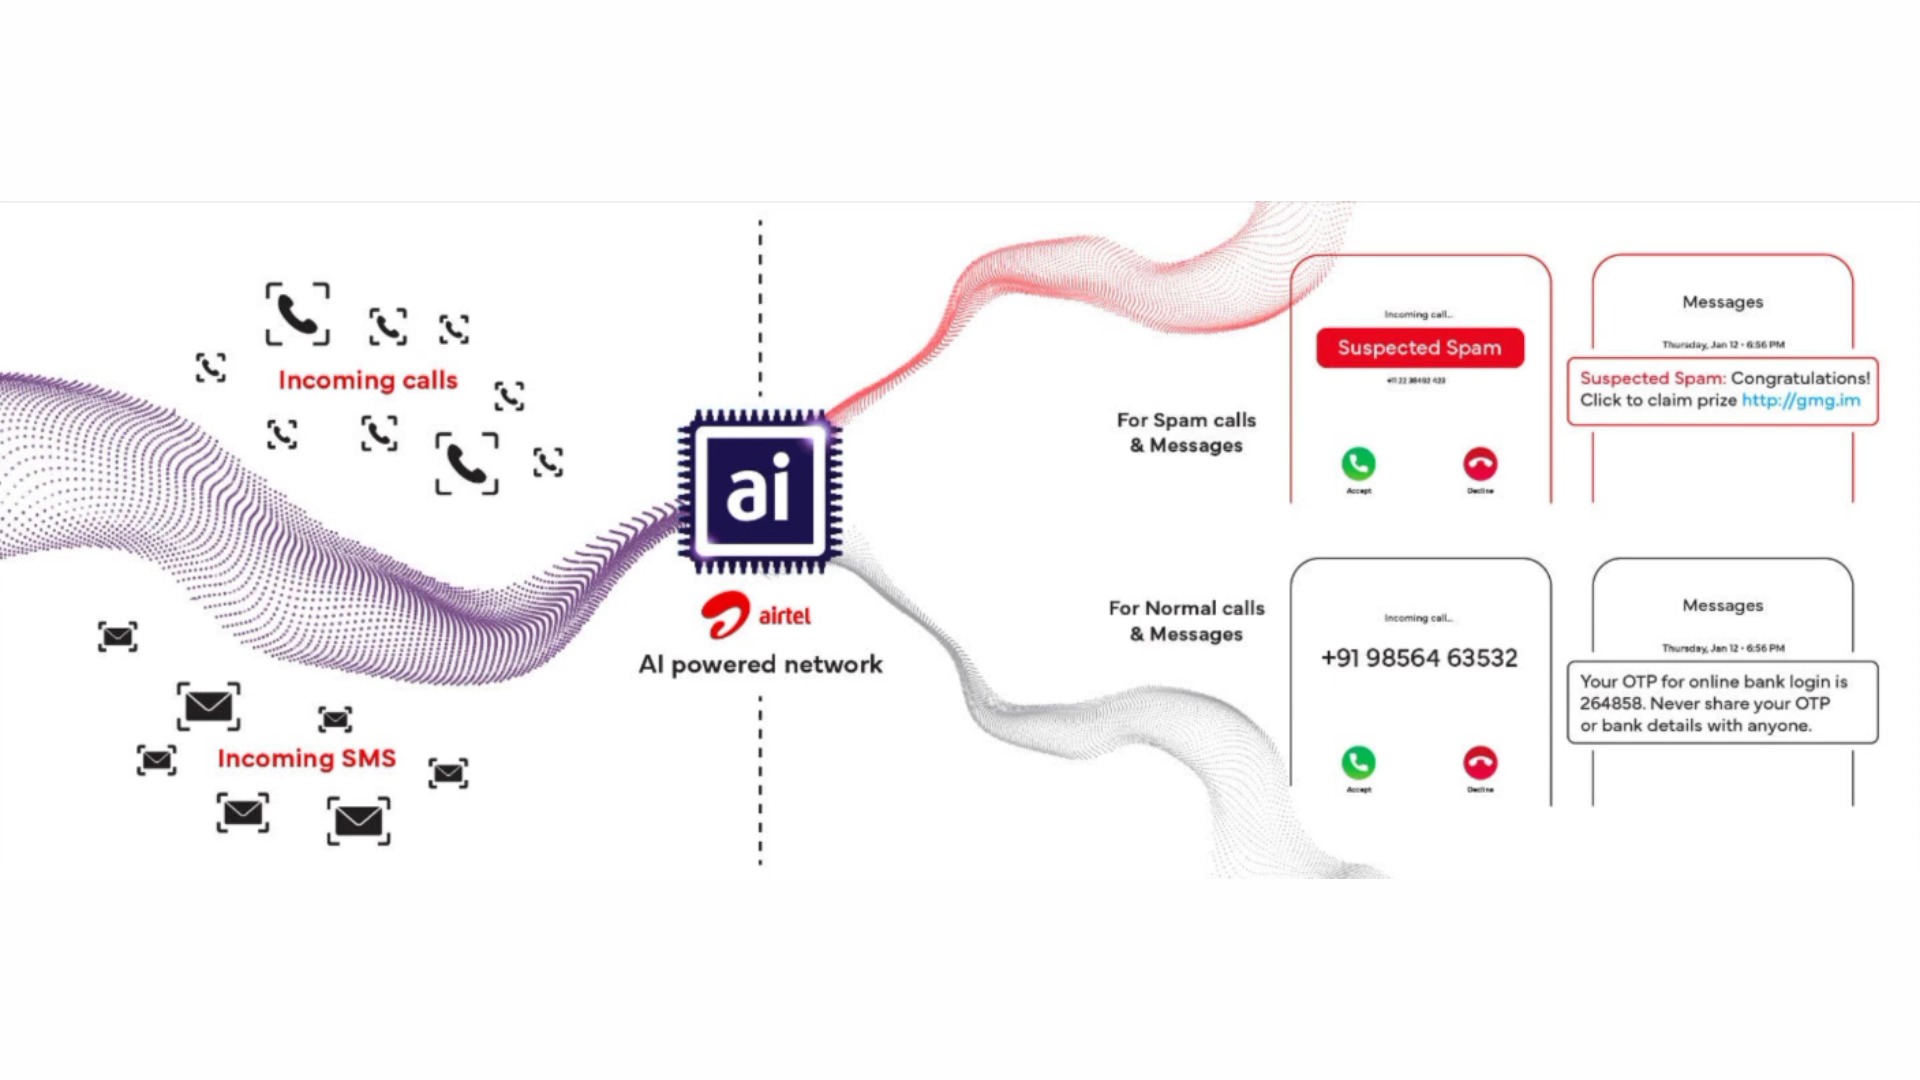 Incoming calls
Incoming SMS
ai
airtel
AI powered network
For Spam calls
& Messages
Incoming call...
Suspected Spam
Accept
Decline
Messages
Thursday, Jan 12 • 6:56 PM
Suspected Spam: Congratulations!
Click to claim prize http://gmg.im
For Normal calls
& Messages
Incoming call...
+91 98564 63532
Accept
Decline
Messages
Thursday, Jan 12 • 6:56 PM
Your OTP for online bank login is
264858. Never share your OTP
or bank details with anyone.